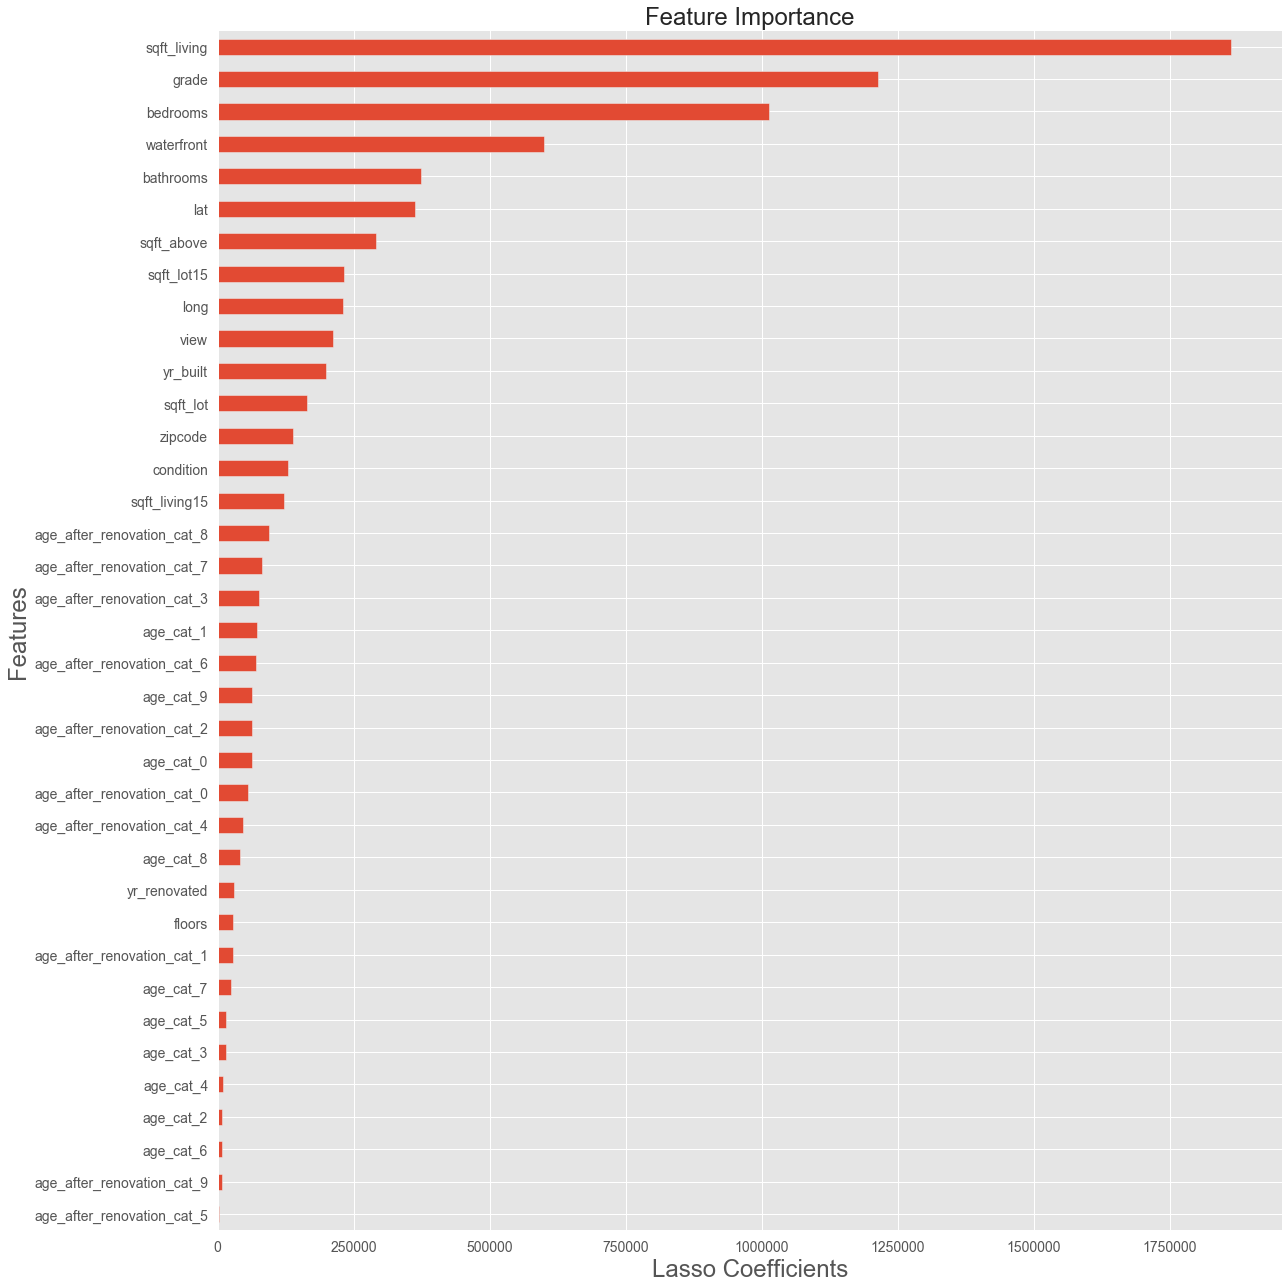 Feature Importance
sqft_living
grade
bedrooms
waterfront
bathrooms
lat
sqft_above
sqft_lot15
long
view
yr_built
sqft_lot
zipcode
condition
sqft_living15
age_after_renovation_cat_8
age_after_renovation_cat_7
age_after_renovation_cat_3
age_cat_1
age_after_renovation_cat_6
age_cat_9
age_after_renovation_cat_2
age_cat_0
age_after_renovation_cat_0
age_after_renovation_cat_4
age_cat_8
yr_renovated
floors
age_after_renovation_cat_1
age_cat_7
age_cat_5
age_cat_3
age_cat_4
age_cat_2
age_cat_6
age_after_renovation_cat_9
age_after_renovation_cat_5
Features
0 250000 500000 750000 1000000 1250000 1500000 1750000
Lasso Coefficients